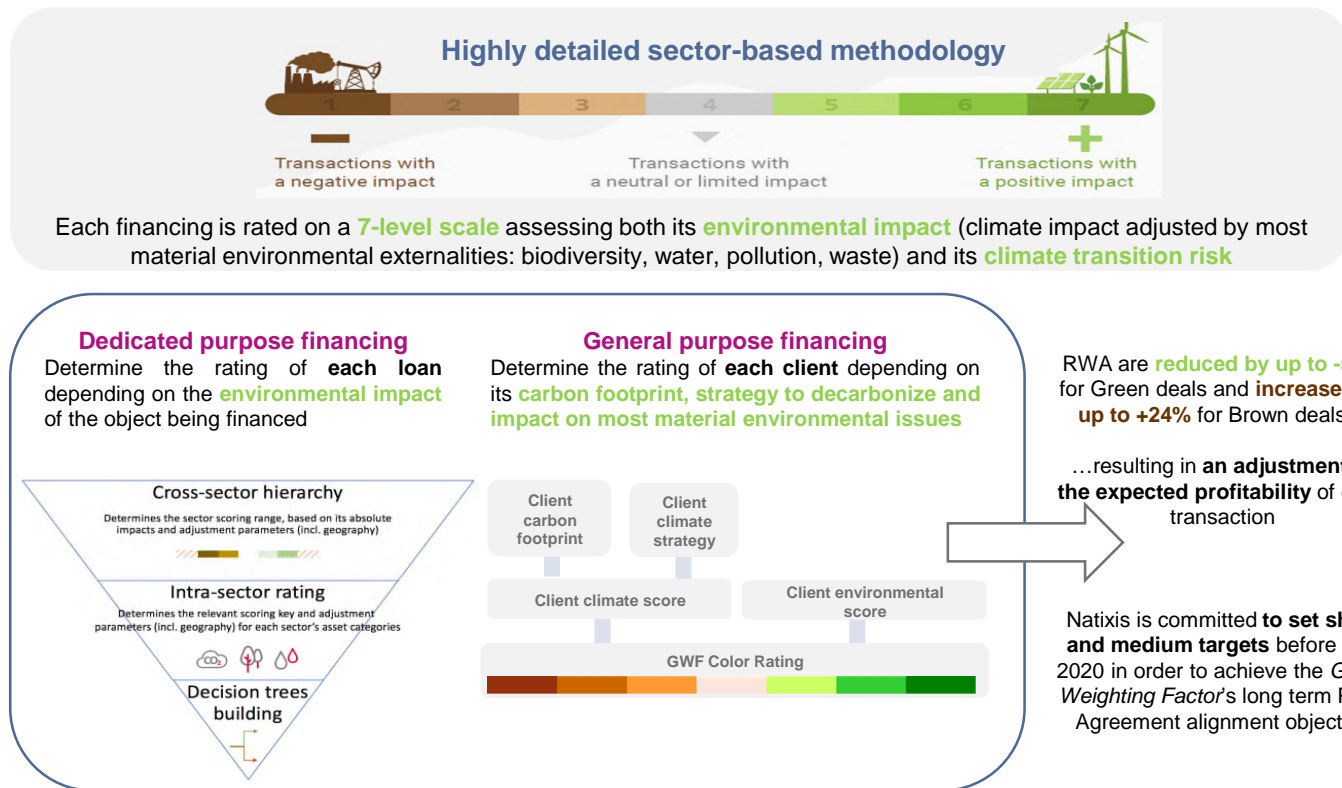 Highly detailed sector-based methodology
1 2 3 4 5 6 7
Transactions with
a negative impact
Transactions with
a neutral or limited impact
Transactions with
a positive impact
Each financing is rated on a 7-level scale assessing both its environmental impact (climate impact adjusted by most
material environmental externalities: biodiversity, water, pollution, waste) and its climate transition risk
Dedicated purpose financing
Determine the rating of each loan
depending on the environmental impact
of the object being financed
Cross-sector hierarchy
Determines the sector scoring range, based on its absolute
impacts and adjustment parameters (incl. geography)
Intra-sector rating
Determines the relevant scoring key and adjustment
parameters (incl. geography) for each sector's asset categories
CO2
Decision trees
building
General purpose financing
Determine the rating of each client depending on
its carbon footprint, strategy to decarbonize and
impact on most material environmental issues
Client
carbon
footprint
Client
climate
strategy
Client climate score
Client environmental
score
GWF Color Rating
RWA are reduced by up to
for Green deals and increase
up to +24% for Brown deals
…resulting in an adjustment
the expected profitability of
transaction
Natixis is committed to set
and medium targets before
2020 in order to achieve the
Weighting Factor's long term
Agreement alignment